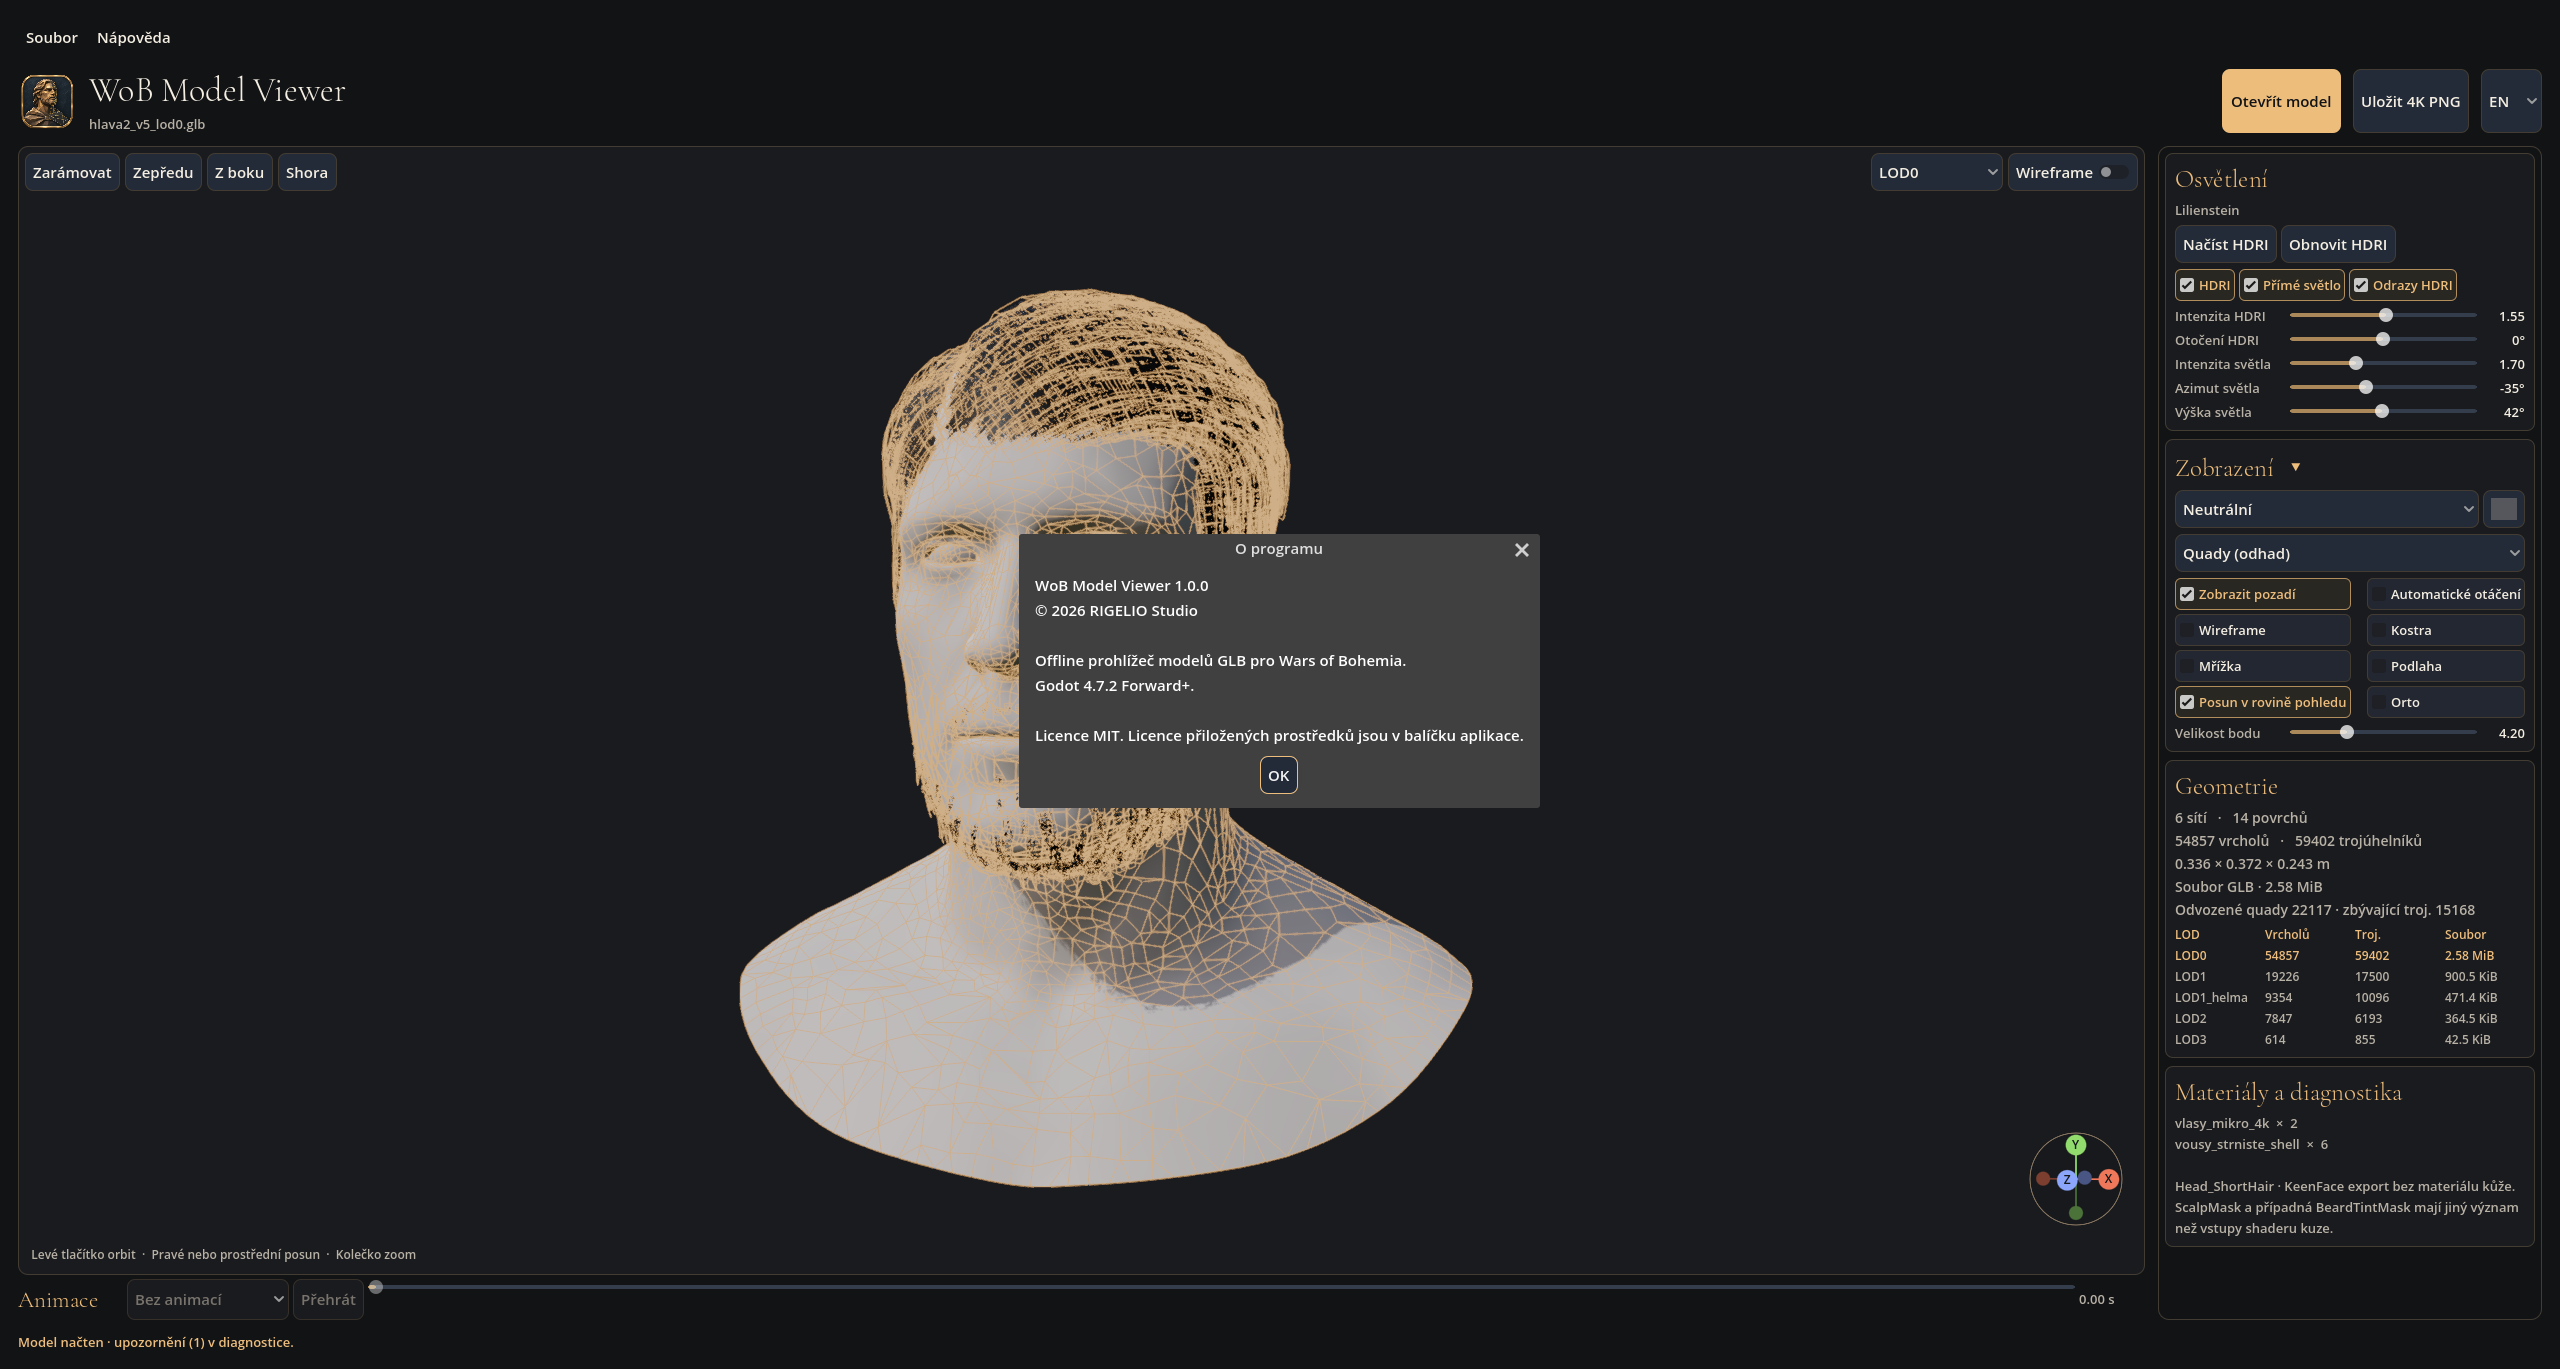 Soubor Nápověda
WoB Model Viewer
hlava2_v5_lod0.glb
Otevřít model Uložit 4K PNG EN
Zarámovat Zepředu Z boku Shora
LOD0 Wireframe
O programu
WoB Model Viewer 1.0.0
© 2026 RIGELIO Studio
Offline prohlížeč modelů GLB pro Wars of Bohemia.
Godot 4.7.2 Forward+.
Licence MIT. Licence přiložených prostředků jsou v balíčku aplikace.
OK
Y
Z X
Levé tlačítko orbit · Pravé nebo prostřední posun · Kolečko zoom
Osvětlení
Lilienstein
Načíst HDRI Obnovit HDRI
HDRI Přímé světlo Odrazy HDRI
Intenzita HDRI 1.55
Otočení HDRI 0°
Intenzita světla 1.70
Azimut světla -35°
Výška světla 42°
Zobrazení ▼
Neutrální
Quady (odhad)
Zobrazit pozadí Automatické otáčení
Wireframe Kostra
Mřížka Podlaha
Posun v rovině pohledu Orto
Velikost bodu 4.20
Geometrie
6 sítí · 14 povrchů
54857 vrcholů · 59402 trojúhelníků
0.336 × 0.372 × 0.243 m
Soubor GLB · 2.58 MiB
Odvozené quady 22117 · zbývající troj. 15168
LOD Vrcholů Troj. Soubor
LOD0 54857 59402 2.58 MiB
LOD1 19226 17500 900.5 KiB
LOD1_helma 9354 10096 471.4 KiB
LOD2 7847 6193 364.5 KiB
LOD3 614 855 42.5 KiB
Materiály a diagnostika
vlasy_mikro_4k × 2
vousy_strniste_shell × 6
Head_ShortHair · KeenFace export bez materiálu kůže.
ScalpMask a případná BeardTintMask mají jiný význam
než vstupy shaderu kuze.
Animace Bez animací Přehrát 0.00 s
Model načten · upozornění (1) v diagnostice.